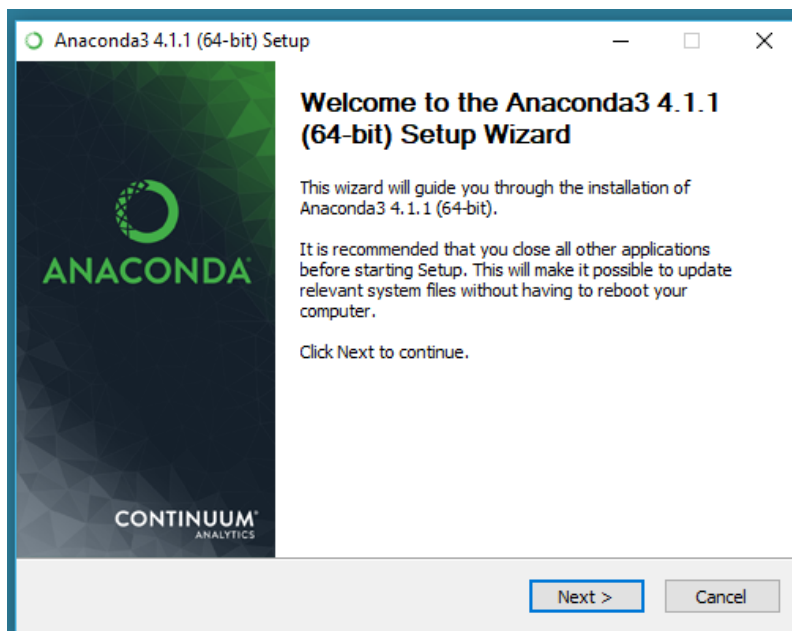 Anaconda3 4.1.1 (64-bit) Setup
Welcome to the Anaconda3 4.1.1
(64-bit) Setup Wizard
This wizard will guide you through the installation of
Anaconda3 4.1.1 (64-bit).
It is recommended that you close all other applications
before starting Setup. This will make it possible to update
relevant system files without having to reboot your
computer.
Click Next to continue.
ANACONDA
CONTINUUM®
ANALYTICS
Next >
Cancel